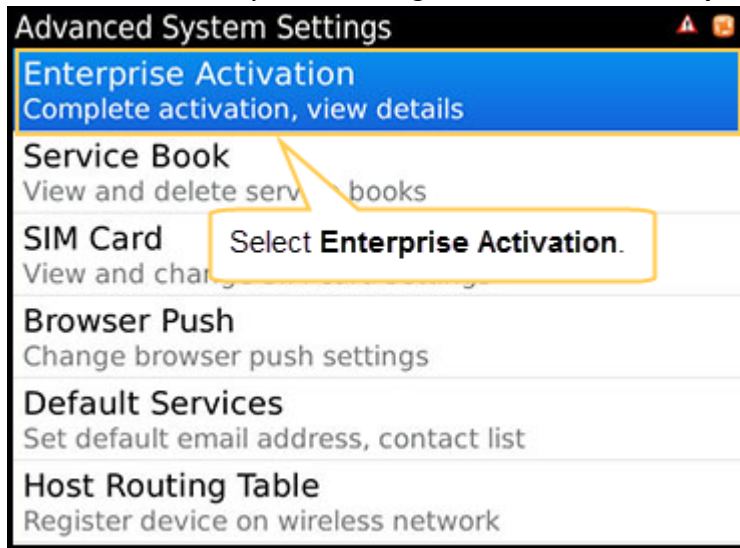 Advanced System Settings
Enterprise Activation
Complete activation, view details
Service Book
View and delete books
SIM Card
Select Enterprise Activation.
View and
Browser Push
Change browser push settings
Default Services
Set default email address, contact list
Host Routing Table
Register device on wireless network